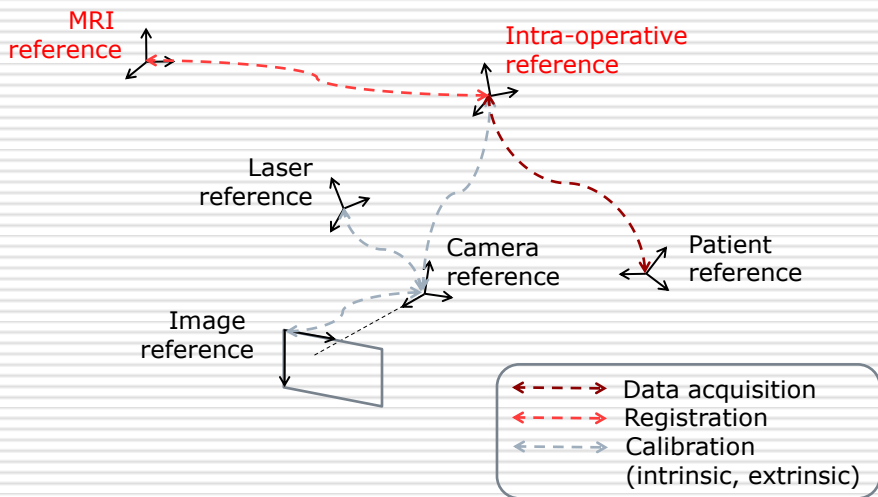 MRI
reference
Intra-operative
reference
Laser
reference
Camera
reference
Patient
reference
Image
reference
Data acquisition
Registration
Calibration
(intrinsic, extrinsic)